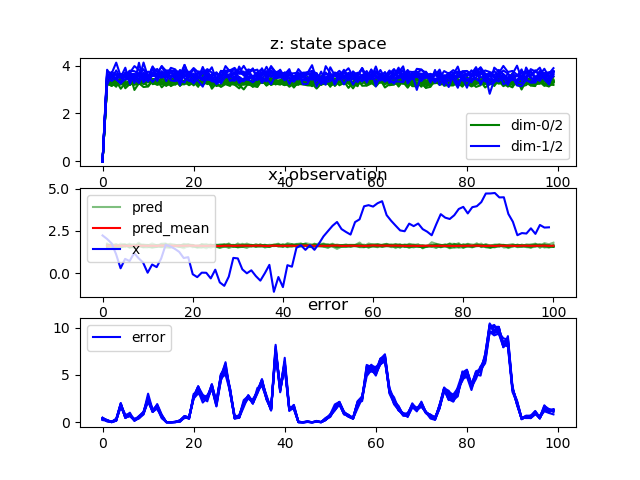 z: state space
4
2
0
dim-0/2
dim-1/2
0 20 40 60 80 100
x: observation
5.0
2.5
0.0
pred
pred_mean
x
0 20 40 60 80 100
error
10
5
0
error
0 20 40 60 80 100